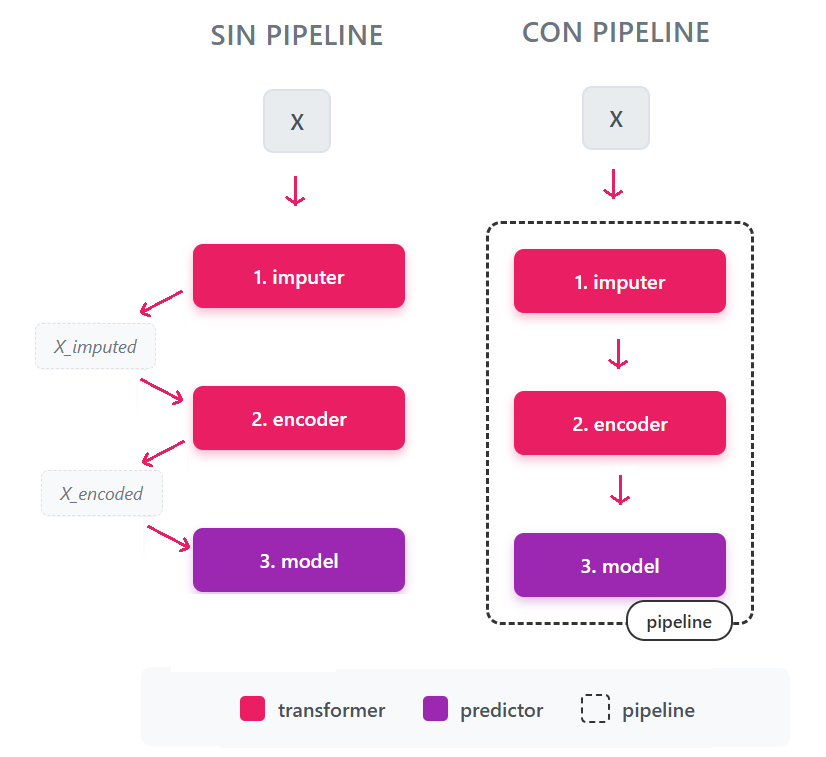 SIN PIPELINE
X
1. imputer
X_imputed
2. encoder
X_encoded
3. model
CON PIPELINE
X
1. imputer
2. encoder
3. model
pipeline
transformer
predictor
pipeline